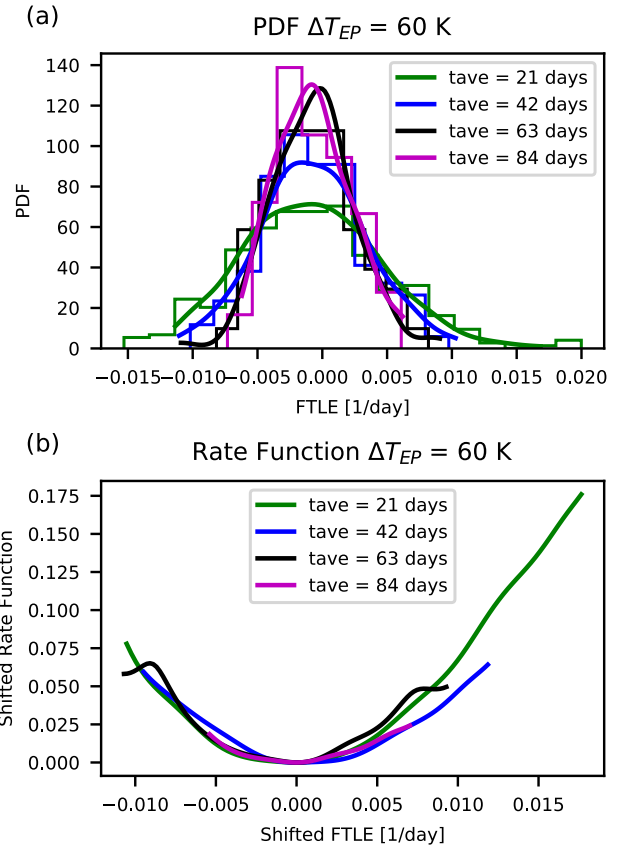 (a)
PDF ΔT_EP = 60 K
PDF
140
120
100
80
60
40
20
0
tave = 21 days
tave = 42 days
tave = 63 days
tave = 84 days
−0.015 −0.010 −0.005 0.000 0.005 0.010 0.015 0.020
FTLE [1/day]
(b)
Rate Function ΔT_EP = 60 K
Shifted Rate Function
0.175
0.150
0.125
0.100
0.075
0.050
0.025
0.000
tave = 21 days
tave = 42 days
tave = 63 days
tave = 84 days
−0.010 −0.005 0.000 0.005 0.010 0.015
Shifted FTLE [1/day]